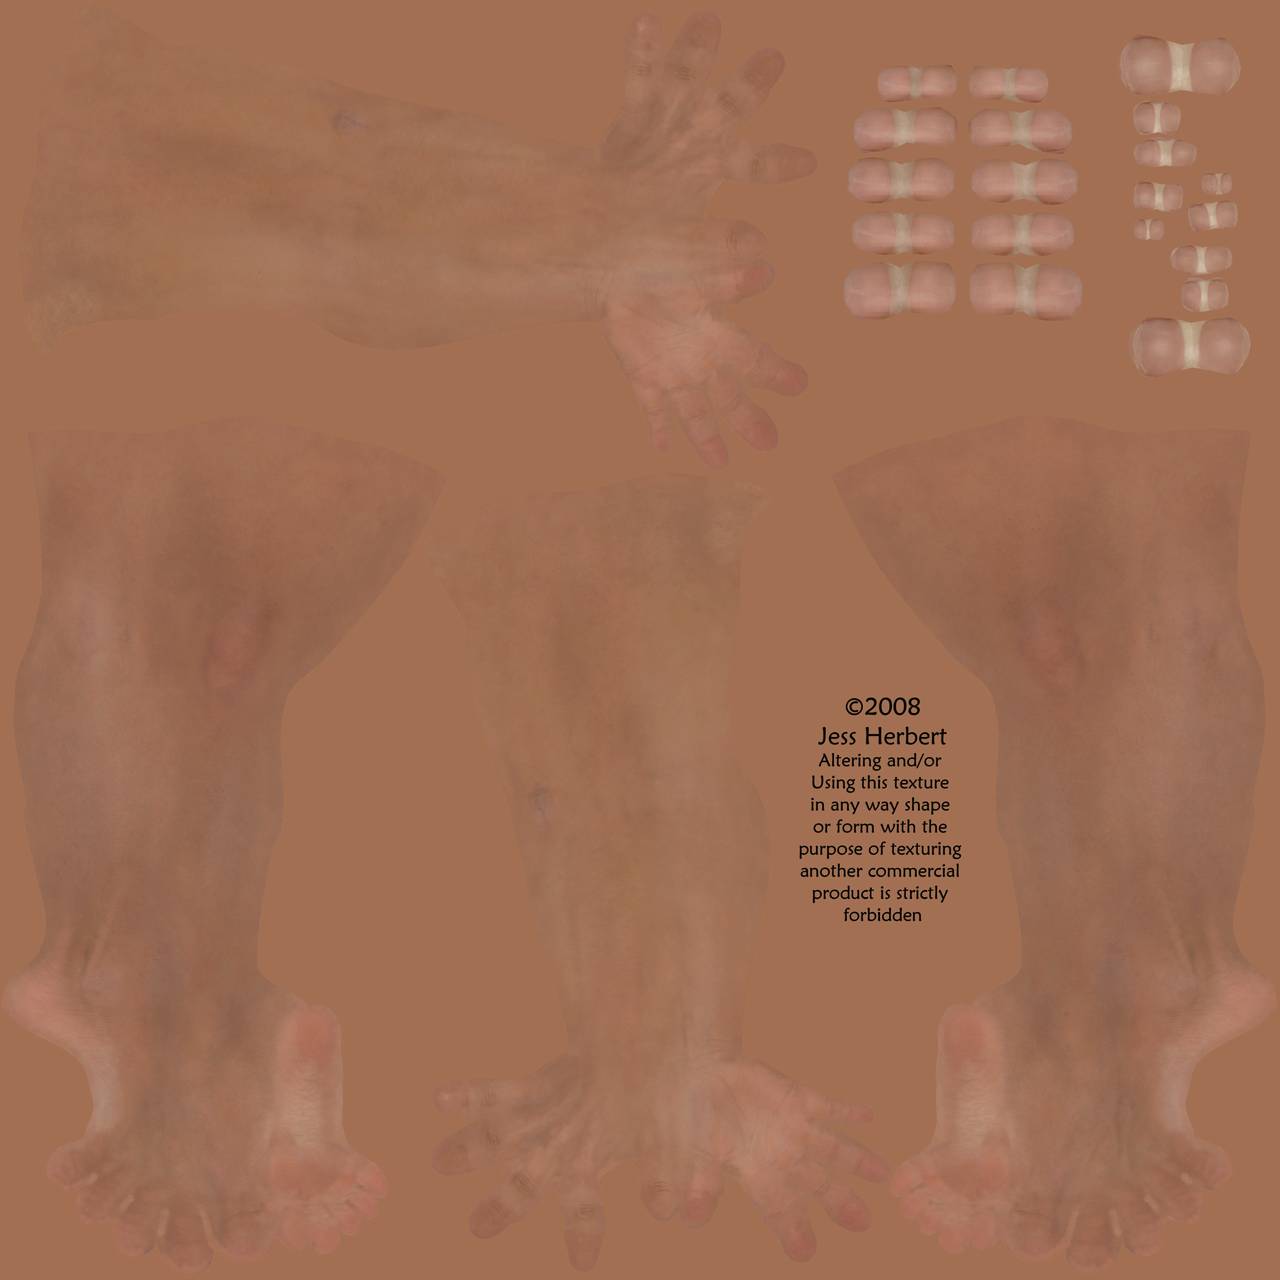 ©2008
Jess Herbert
Altering and/or
Using this texture
in any way shape
or form with the
purpose of texturing
another commercial
product is strictly
forbidden